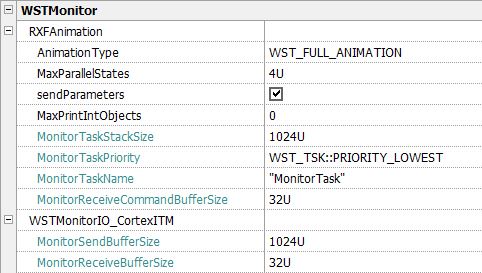 WSTMonitor
RXFAnimation
AnimationType WST_FULL_ANIMATION
MaxParallelStates 4U
sendParameters
MaxPrintIntObjects 0
MonitorTaskStackSize 1024U
MonitorTaskPriority WST_TSK::PRIORITY_LOWEST
MonitorTaskName "MonitorTask"
MonitorReceiveCommandBufferSize 32U
WSTMonitorIO_CortexITM
MonitorSendBufferSize 1024U
MonitorReceiveBufferSize 32U